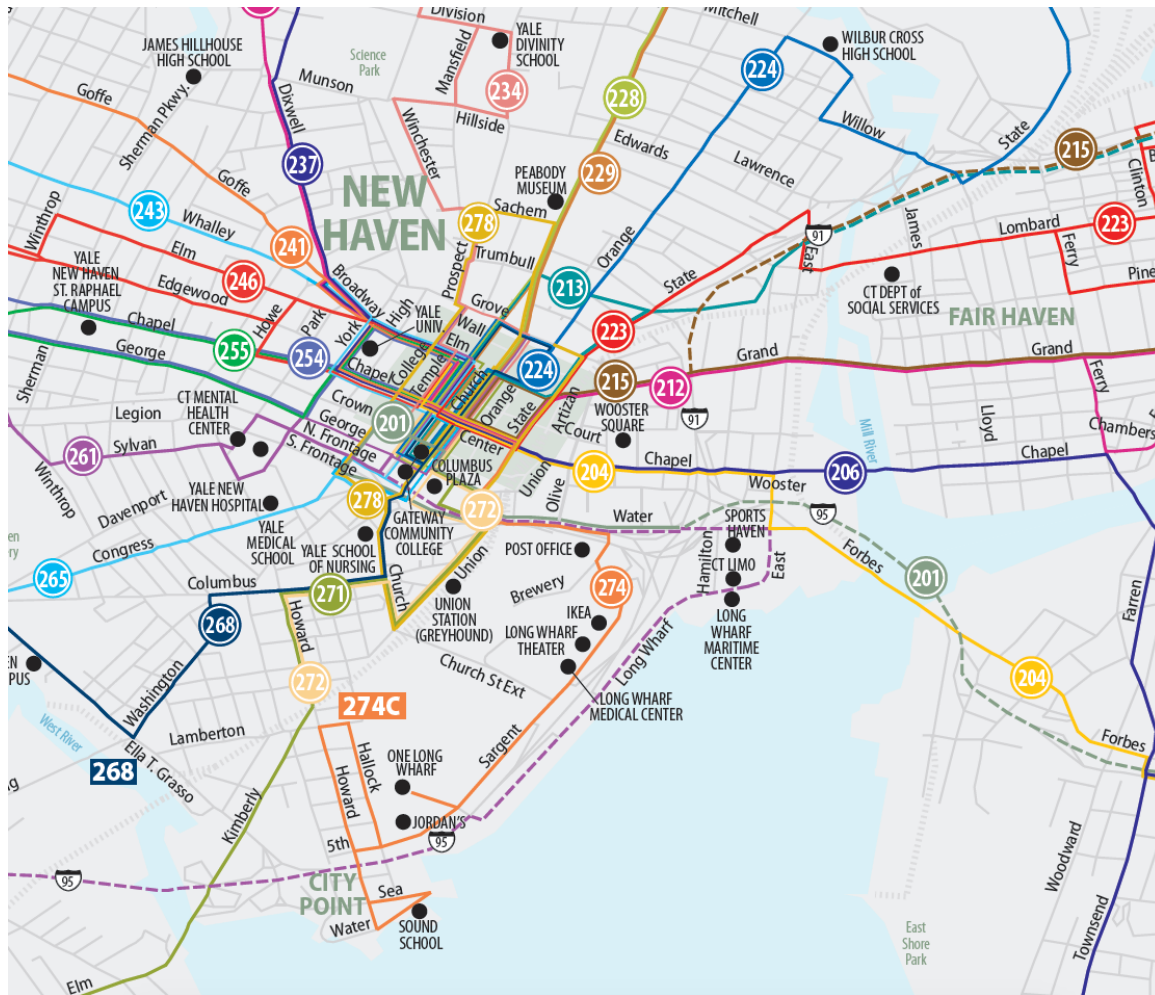 Division
Mitchell
JAMES HILLHOUSE
HIGH SCHOOL
Science
Park
Mansfield
YALE
DIVINITY
SCHOOL
WILBUR CROSS
HIGH SCHOOL
224
234
228
Munson
Goffe
Sherman Pkwy.
Dixwell
Hillside
Winchester
Edwards
Willow
State
215
237
229
Lawrence
Clinton
NEW
HAVEN
PEABODY
MUSEUM
Sachem
243
Whalley
Goffe
278
Winthrop
Elm
241
Trumbull
Prospect
Orange
91
East
James
Lombard
223
Ferry
YALE
NEW HAVEN
ST. RAPHAEL
CAMPUS
Edgewood
246
Broadway
213
State
CT DEPT of
SOCIAL SERVICES
Pine
FAIR HAVEN
Howe
Park
York
High
YALE
UNIV.
Grove
Wall
Elm
223
Chapel
George
255
254
Chapel
College
Temple
Church
224
Grand
Grand
215
212
Sherman
Legion
CT MENTAL
HEALTH
CENTER
Crown
George
201
Orange
State
Artizan
Court
WOOSTER
SQUARE
91
Mill River
Lloyd
Ferry
Chambers
261
Sylvan
N. Frontage
S. Frontage
Center
COLUMBUS
PLAZA
Union
Olive
204
Chapel
206
Chapel
Wooster
Winthrop
Davenport
YALE NEW
HAVEN HOSPITAL
278
272
GATEWAY
COMMUNITY
COLLEGE
Water
SPORTS
HAVEN
95
Congress
YALE
MEDICAL
SCHOOL
YALE SCHOOL
OF NURSING
Union
POST OFFICE
Hamilton
CT LIMO
East
Forbes
201
265
Columbus
271
Church
Brewery
274
Howard
268
UNION
STATION
(GREYHOUND)
IKEA
LONG WHARF
THEATER
Long Wharf
LONG
WHARF
MARITIME
CENTER
Farren
Washington
272
Church St Ext
204
274C
LONG WHARF
MEDICAL CENTER
West River
Lamberton
Ella T. Grasso
Sargent
Forbes
268
Hallock
Howard
ONE LONG
WHARF
Kimberly
JORDAN'S
5th
95
95
CITY
POINT
Sea
Water
SOUND
SCHOOL
Woodward
East
Shore
Park
Townsend
Elm